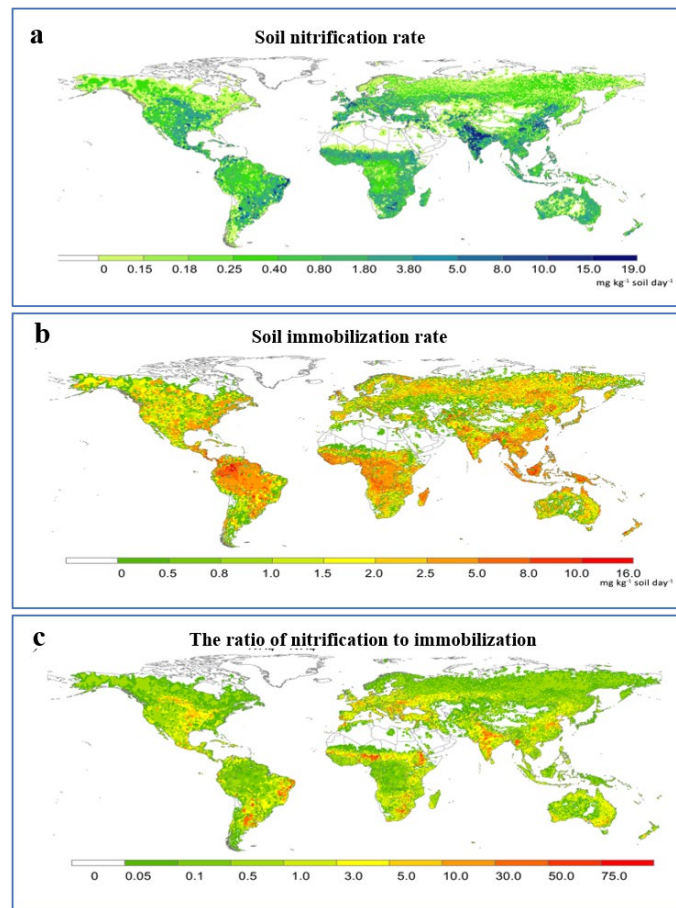 a
Soil nitrification rate
0 0.15 0.18 0.25 0.40 0.80 1.80 3.80 5.0 8.0 10.0 15.0 19.0
mg kg⁻¹ soil day⁻¹
b
Soil immobilization rate
0 0.5 0.8 1.0 1.5 2.0 2.5 5.0 8.0 10.0 16.0
mg kg⁻¹ soil day⁻¹
c
The ratio of nitrification to immobilization
0 0.05 0.1 0.5 1.0 3.0 5.0 10.0 30.0 50.0 75.0